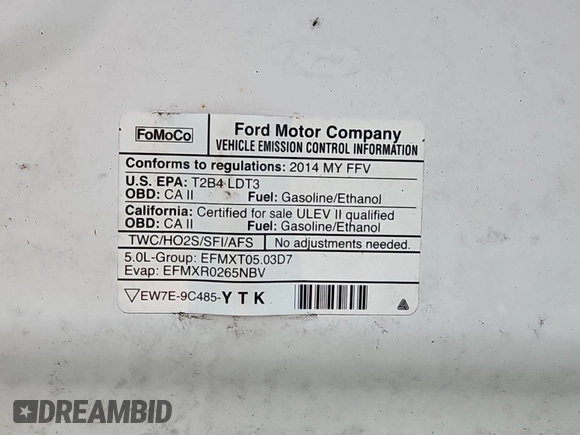 FoMoCo
Ford Motor Company
VEHICLE EMISSION CONTROL INFORMATION
Conforms to regulations: 2014 MY FFV
U.S. EPA: T2B4 LDT3
OBD: CA II Fuel: Gasoline/Ethanol
California: Certified for sale ULEV II qualified
OBD: CA II Fuel: Gasoline/Ethanol
TWC/HO2S/SFI/AFS No adjustments needed.
5.0L-Group: EFMXT05.03D7
Evap: EFMXR0265NBV
EW7E-9C485-YTK
DREAMBID